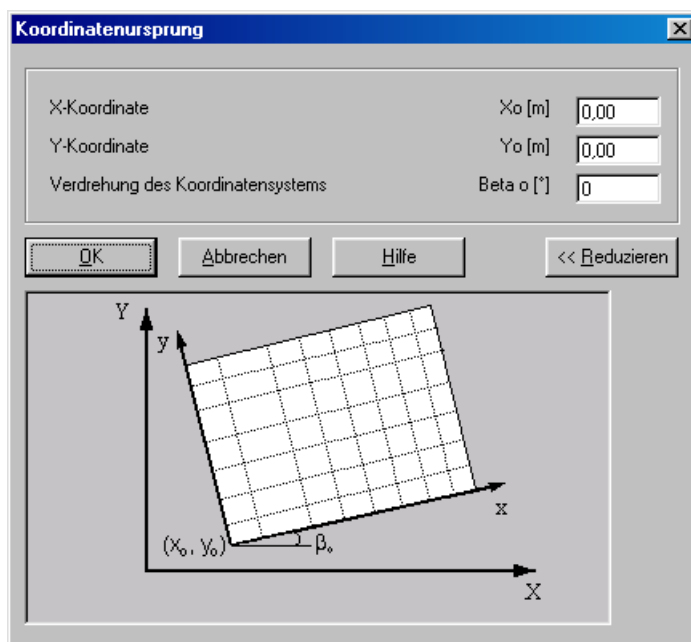 Koordinatenursprung
X-Koordinate Xo [m] 0,00
Y-Koordinate Yo [m] 0,00
Verdrehung des Koordinatensystems Beta o [°] 0
OK Abbrechen Hilfe << Reduzieren
Y
y
x
(x₀, y₀) β₀
X